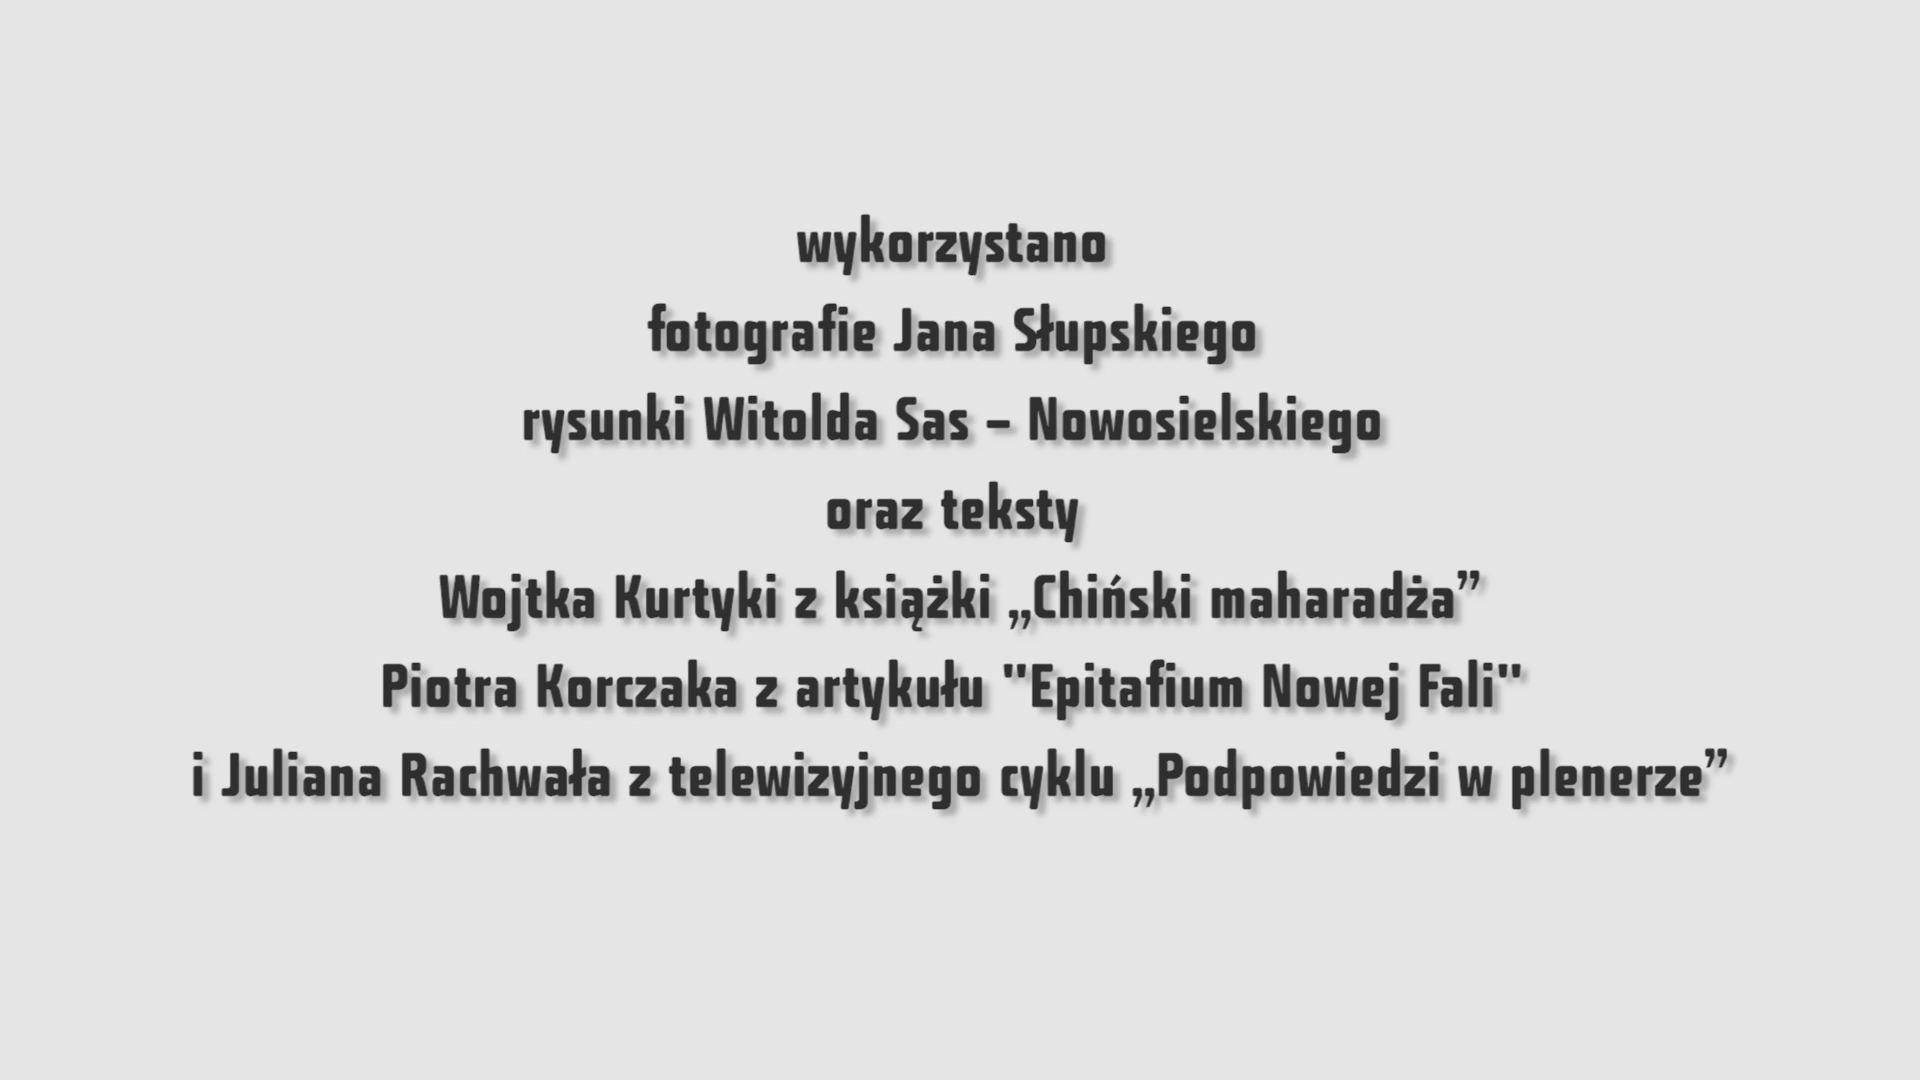 wykorzystano
fotografie Jana Słupskiego
rysunki Witolda Sas – Nowosielskiego
oraz teksty
Wojtka Kurtyki z książki „Chiński maharadża”
Piotra Korczaka z artykułu "Epitafium Nowej Fali"
i Juliana Rachwała z telewizyjnego cyklu „Podpowiedzi w plenerze”